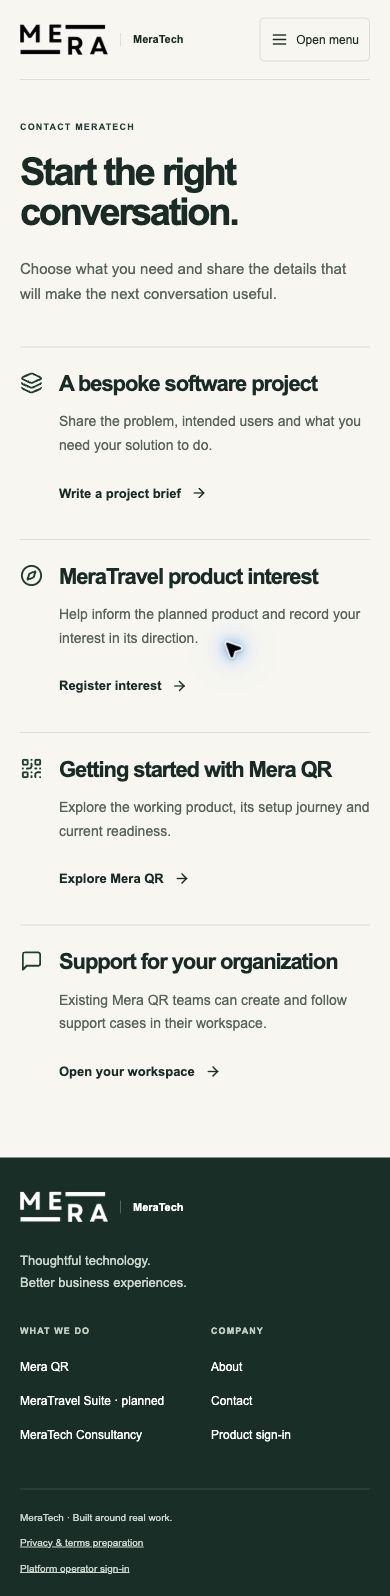 MERA
MeraTech
Open menu
CONTACT MERATECH
Start the right
conversation.
Choose what you need and share the details that
will make the next conversation useful.
A bespoke software project
Share the problem, intended users and what you
need your solution to do.
Write a project brief
MeraTravel product interest
Help inform the planned product and record your
interest in its direction.
Register interest
Getting started with Mera QR
Explore the working product, its setup journey and
current readiness.
Explore Mera QR
Support for your organization
Existing Mera QR teams can create and follow
support cases in their workspace.
Open your workspace
MERA
MeraTech
Thoughtful technology.
Better business experiences.
WHAT WE DO
Mera QR
MeraTravel Suite · planned
MeraTech Consultancy
COMPANY
About
Contact
Product sign-in
MeraTech · Built around real work.
Privacy & terms preparation
Platform operator sign-in